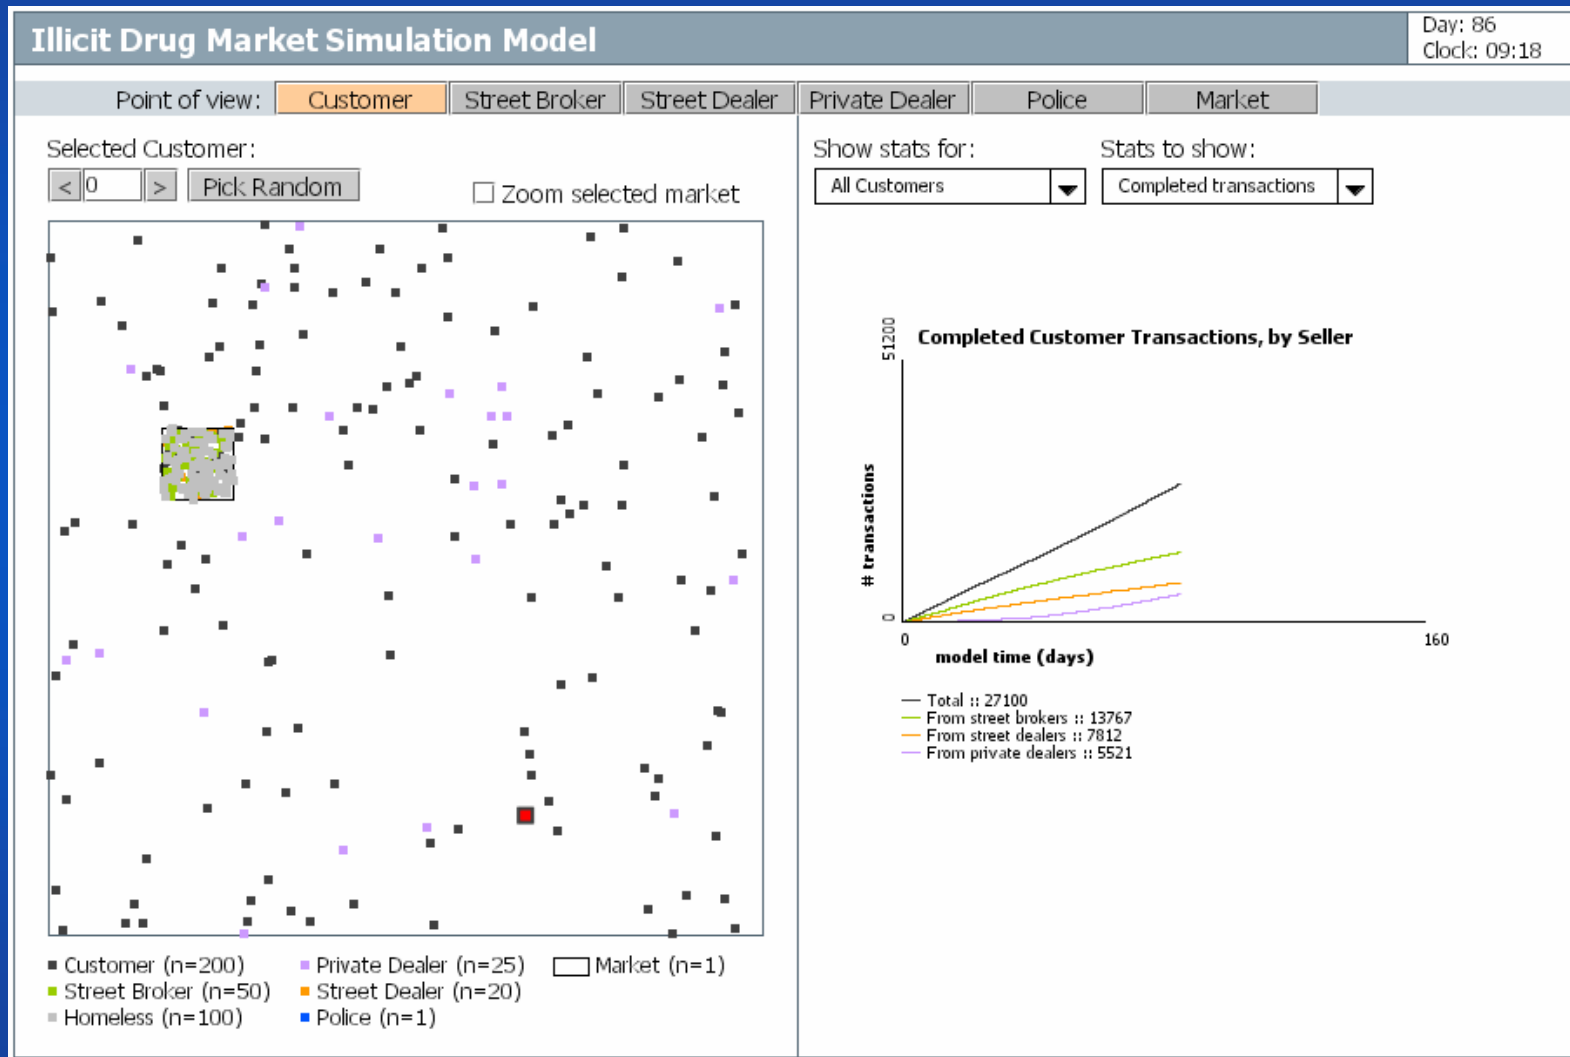 Illicit Drug Market Simulation Model
Day: 86
Clock: 09:18
Point of view: Customer Street Broker Street Dealer Private Dealer Police Market
Selected Customer:
< 0 > Pick Random
Zoom selected market
Show stats for: Stats to show:
All Customers Completed transactions
Completed Customer Transactions, by Seller
51200
# transactions
0
0 160
model time (days)
Total :: 27100
From street brokers :: 13767
From street dealers :: 7812
From private dealers :: 5521
Customer (n=200) Private Dealer (n=25) Market (n=1)
Street Broker (n=50) Street Dealer (n=20)
Homeless (n=100) Police (n=1)